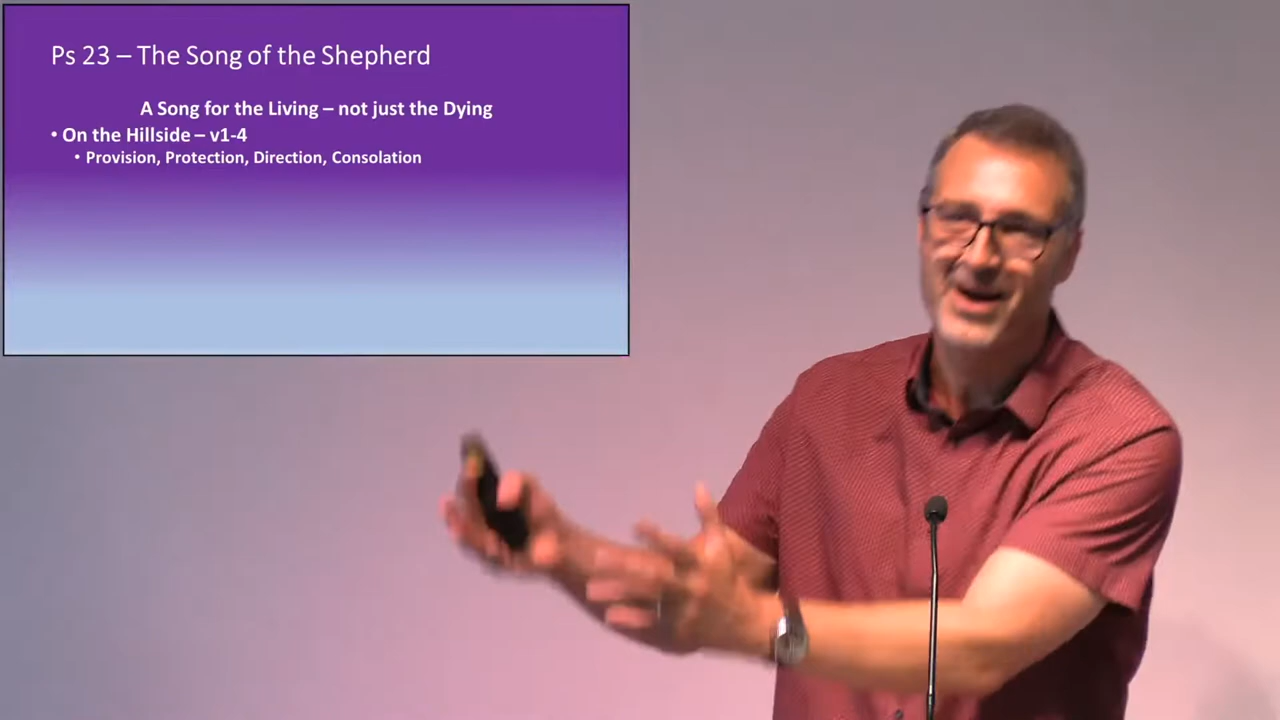 Ps 23 – The Song of the Shepherd
A Song for the Living – not just the Dying
• On the Hillside – v1-4
• Provision, Protection, Direction, Consolation